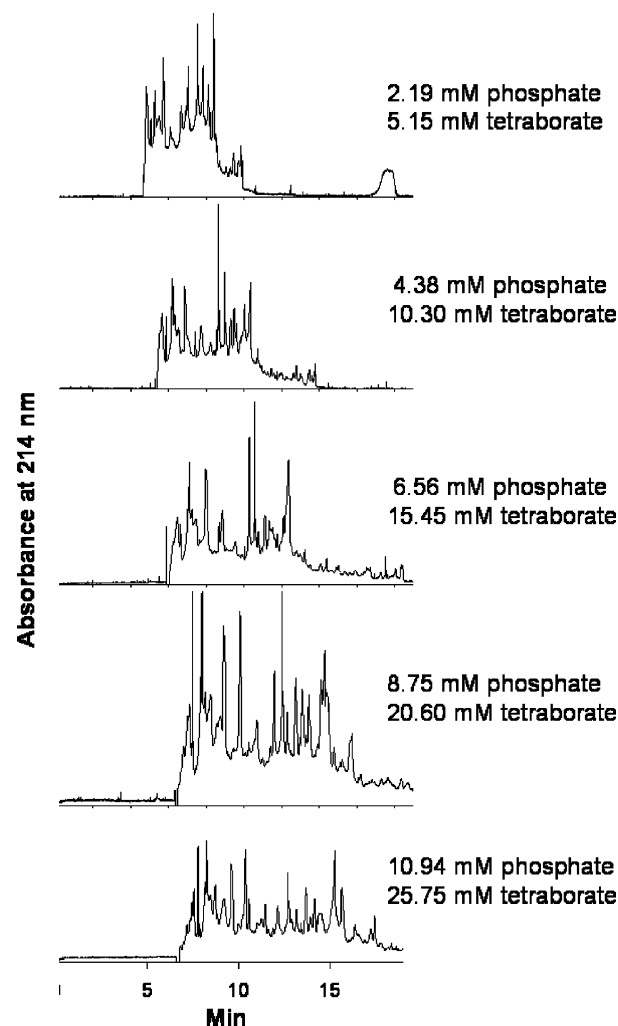 2.19 mM phosphate
5.15 mM tetraborate
4.38 mM phosphate
10.30 mM tetraborate
Absorbance at 214 nm
6.56 mM phosphate
15.45 mM tetraborate
8.75 mM phosphate
20.60 mM tetraborate
10.94 mM phosphate
25.75 mM tetraborate
5 10 15
Min